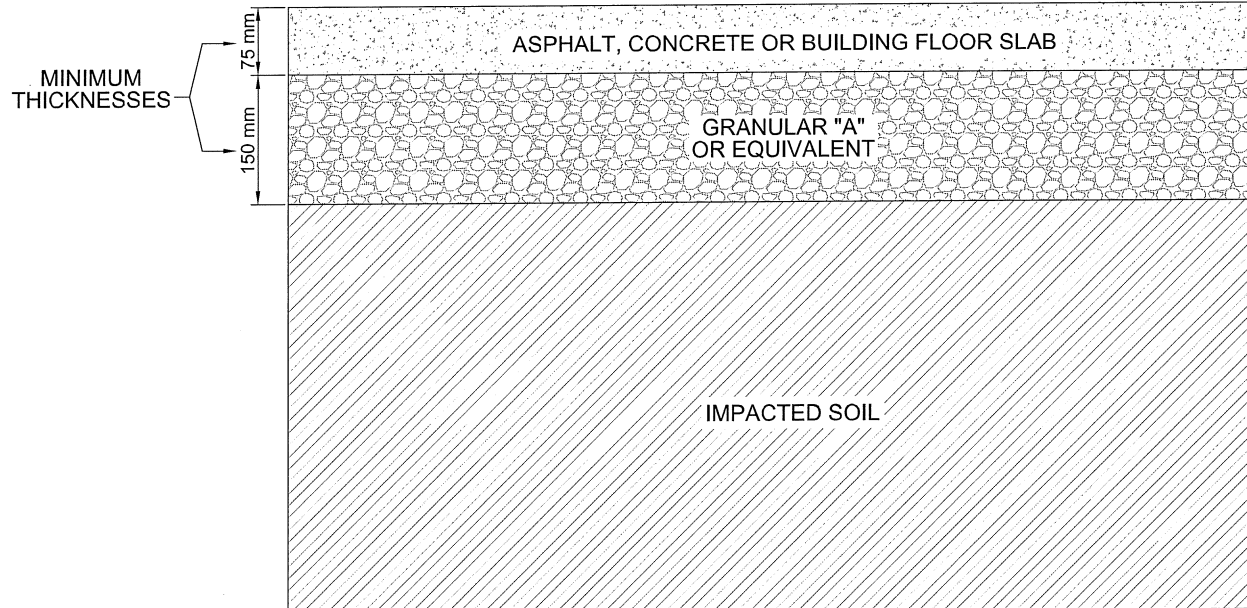 75 mm
ASPHALT, CONCRETE OR BUILDING FLOOR SLAB
MINIMUM
THICKNESSES
150 mm
GRANULAR "A"
OR EQUIVALENT
IMPACTED SOIL